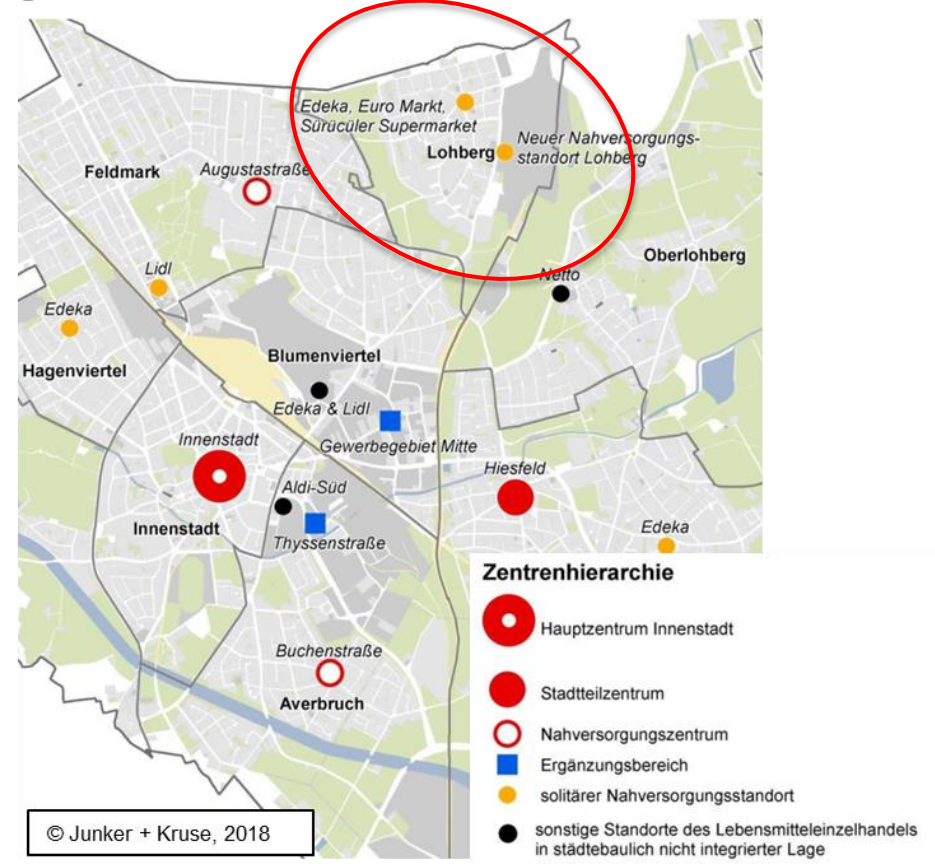 Edeka, Euro Markt,
Sürücüler Supermarket
Neuer Nahversorgungs-
standort Lohberg
Lohberg
Augustastraße
Feldmark
Oberlohberg
Lidl
Netto
Edeka
Hagenviertel
Blumenviertel
Edeka & Lidl
Gewerbegebiet Mitte
Innenstadt
Hiesfeld
Aldi-Süd
Innenstadt
Edeka
Thyssenstraße
Buchenstraße
Averbruch
Zentrenhierarchie
Hauptzentrum Innenstadt
Stadtteilzentrum
Nahversorgungszentrum
Ergänzungsbereich
solitärer Nahversorgungsstandort
sonstige Standorte des Lebensmitteleinzelhandels
in städtebaulich nicht integrierter Lage
© Junker + Kruse, 2018